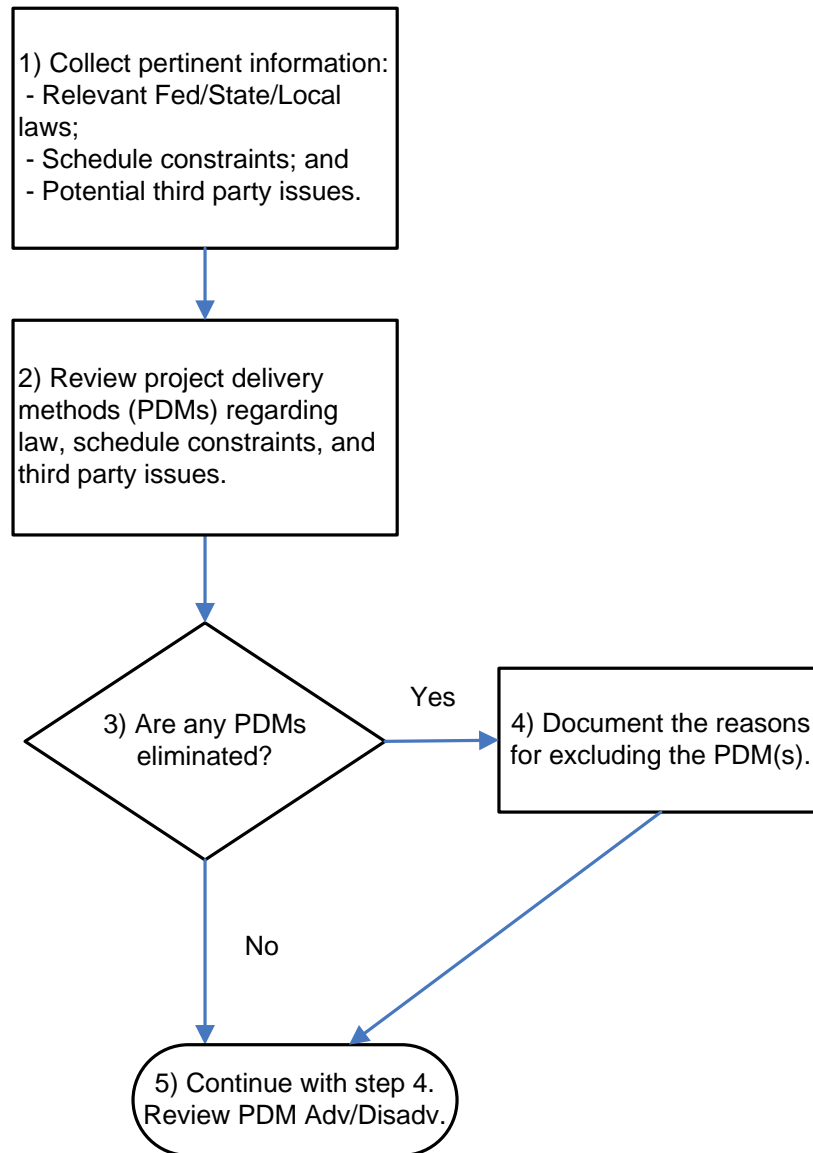 1) Collect pertinent information:
- Relevant Fed/State/Local
laws;
- Schedule constraints; and
- Potential third party issues.
2) Review project delivery
methods (PDMs) regarding
law, schedule constraints, and
third party issues.
3) Are any PDMs
eliminated?
Yes
4) Document the reasons
for excluding the PDM(s).
No
5) Continue with step 4.
Review PDM Adv/Disadv.